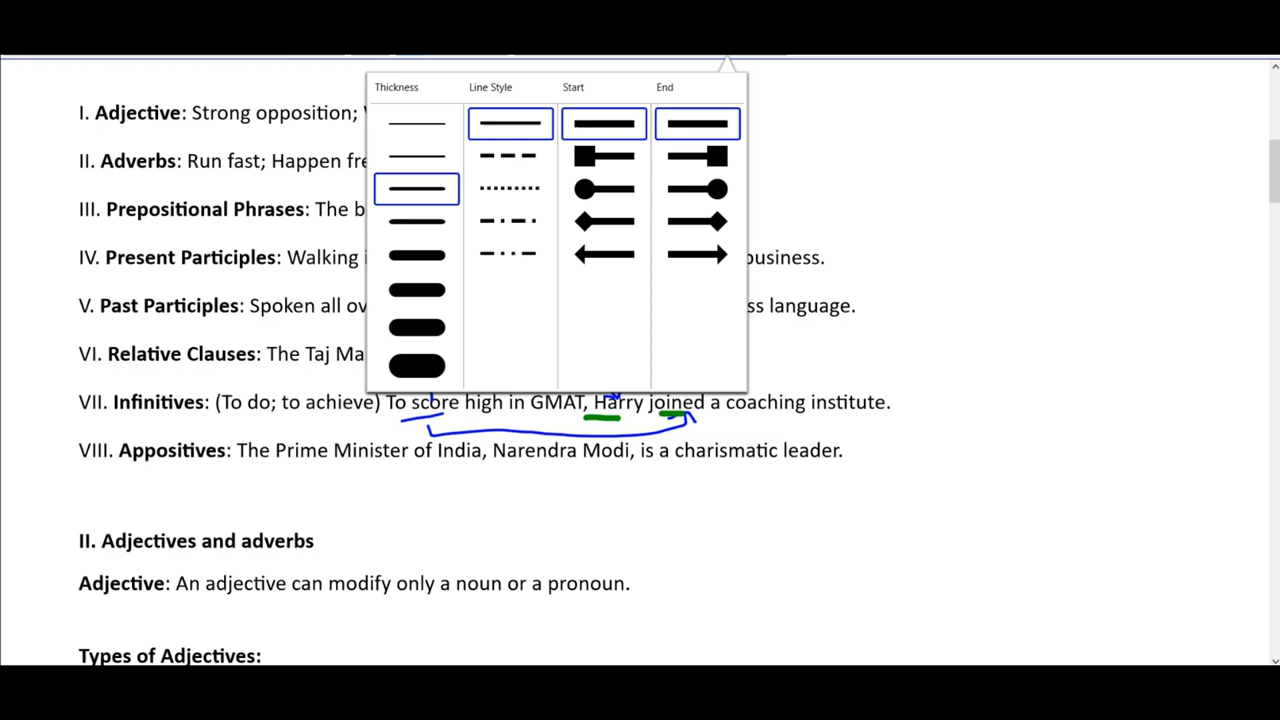 Thickness Line Style Start End
I. Adjective: Strong opposition;
II. Adverbs: Run fast; Happen fre
III. Prepositional Phrases: The b
IV. Present Participles: Walking i business.
V. Past Participles: Spoken all ov ss language.
VI. Relative Clauses: The Taj Ma
VII. Infinitives: (To do; to achieve) To score high in GMAT, Harry joined a coaching institute.
VIII. Appositives: The Prime Minister of India, Narendra Modi, is a charismatic leader.
II. Adjectives and adverbs
Adjective: An adjective can modify only a noun or a pronoun.
Types of Adjectives: